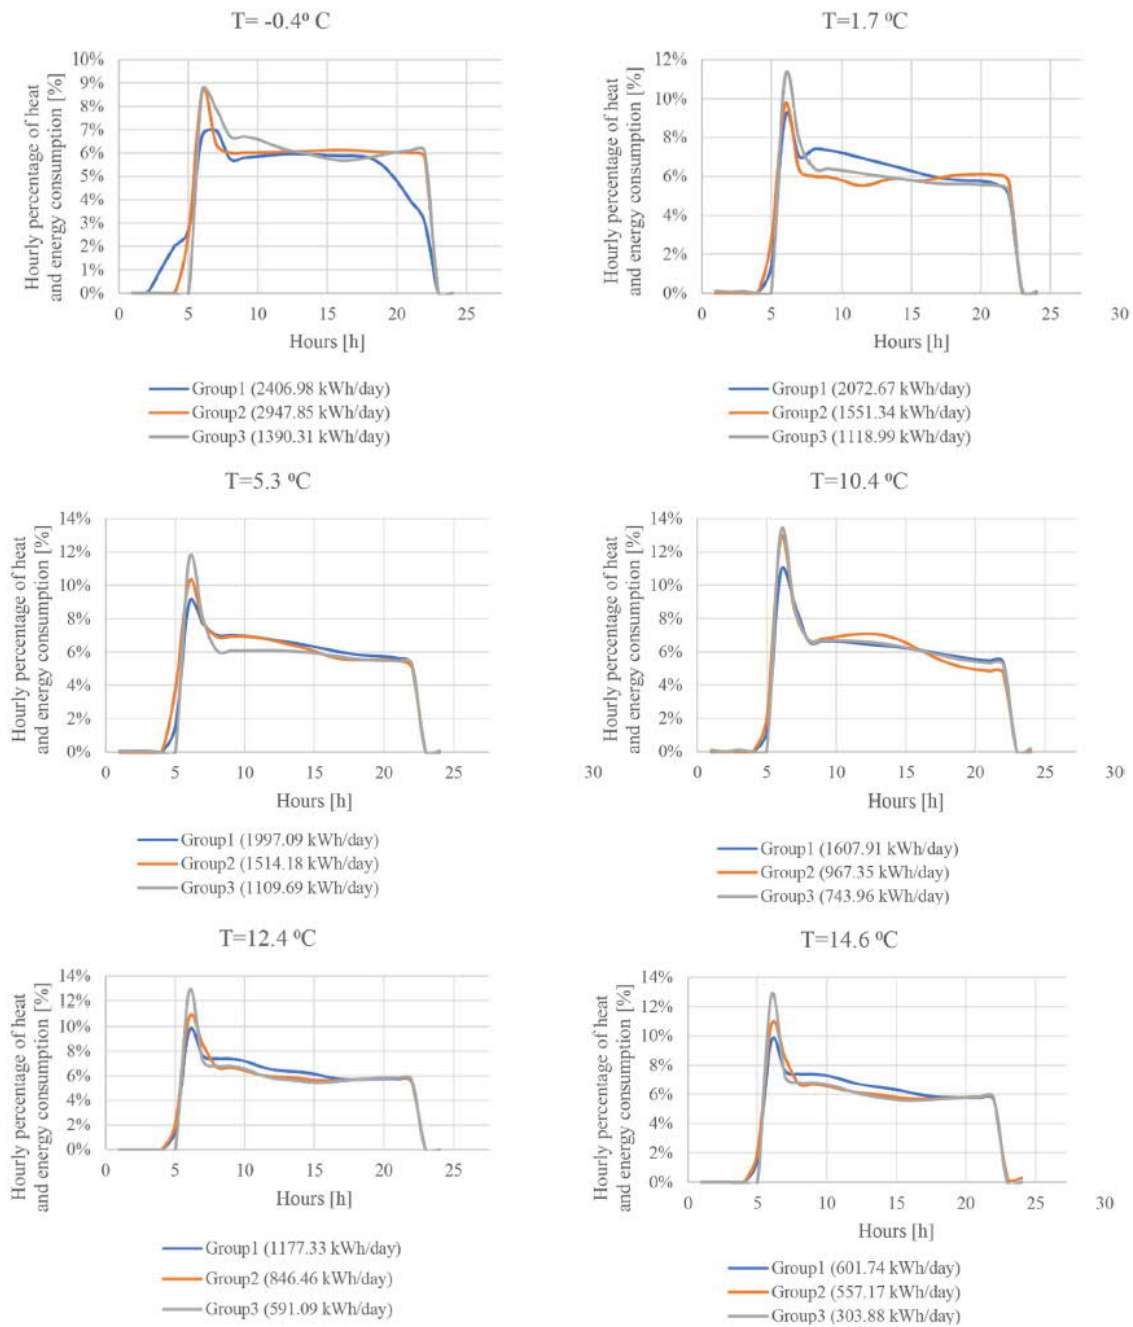 T= -0.4⁰ C
Hourly percentage of heat
and energy consumption [%]
10%
9%
8%
7%
6%
5%
4%
3%
2%
1%
0%
0 5 10 15 20 25
Hours [h]
Group1 (2406.98 kWh/day)
Group2 (2947.85 kWh/day)
Group3 (1390.31 kWh/day)
T=1.7 ⁰C
Hourly percentage of heat
and energy consumption [%]
12%
10%
8%
6%
4%
2%
0%
0 5 10 15 20 25 30
Hours [h]
Group1 (2072.67 kWh/day)
Group2 (1551.34 kWh/day)
Group3 (1118.99 kWh/day)
T=5.3 ⁰C
Hourly percentage of heat
and energy consumption [%]
14%
12%
10%
8%
6%
4%
2%
0%
0 5 10 15 20 25 30
Hours [h]
Group1 (1997.09 kWh/day)
Group2 (1514.18 kWh/day)
Group3 (1109.69 kWh/day)
T=10.4 ⁰C
Hourly percentage of heat
and energy consumption [%]
14%
12%
10%
8%
6%
4%
2%
0%
0 5 10 15 20 25 30
Hours [h]
Group1 (1607.91 kWh/day)
Group2 (967.35 kWh/day)
Group3 (743.96 kWh/day)
T=12.4 ⁰C
Hourly percentage of heat
and energy consumption [%]
14%
12%
10%
8%
6%
4%
2%
0%
0 5 10 15 20 25
Hours [h]
Group1 (1177.33 kWh/day)
Group2 (846.46 kWh/day)
Group3 (591.09 kWh/day)
T=14.6 ⁰C
Hourly percentage of heat
and energy consumption [%]
14%
12%
10%
8%
6%
4%
2%
0%
0 5 10 15 20 25 30
Hours [h]
Group1 (601.74 kWh/day)
Group2 (557.17 kWh/day)
Group3 (303.88 kWh/day)